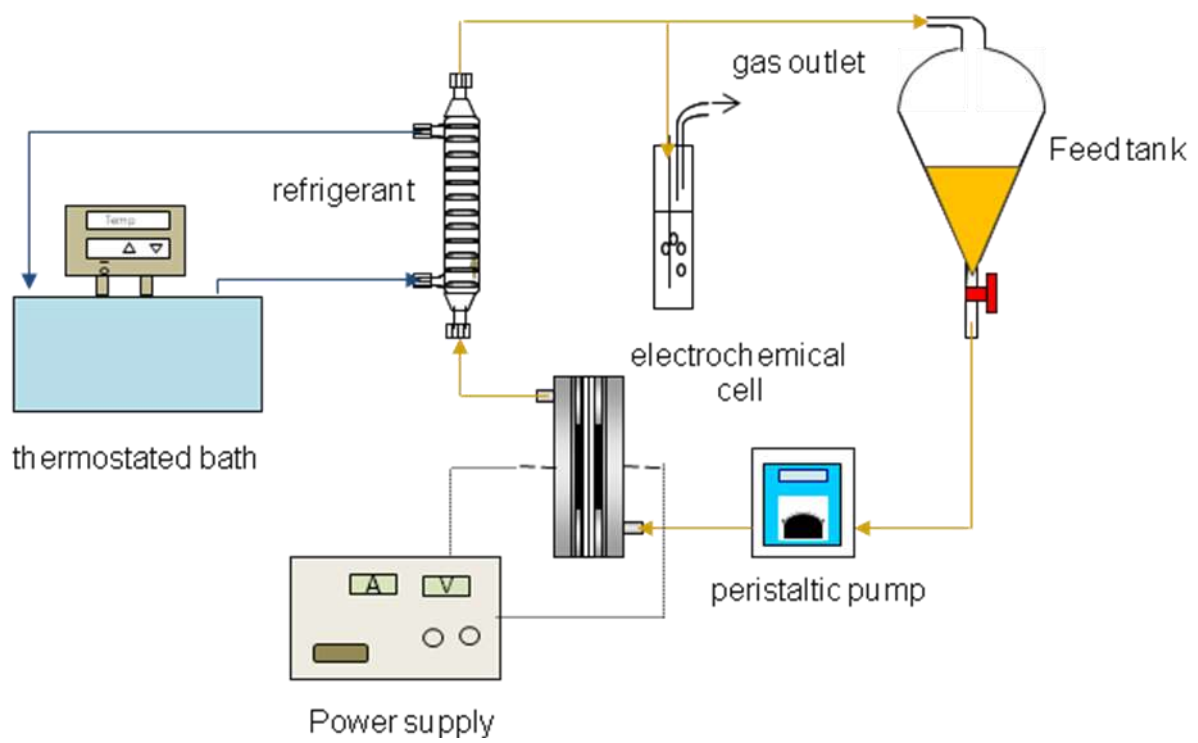 gas outlet
Feed tank
refrigerant
Temp
electrochemical
cell
thermostated bath
A V
peristaltic pump
Power supply